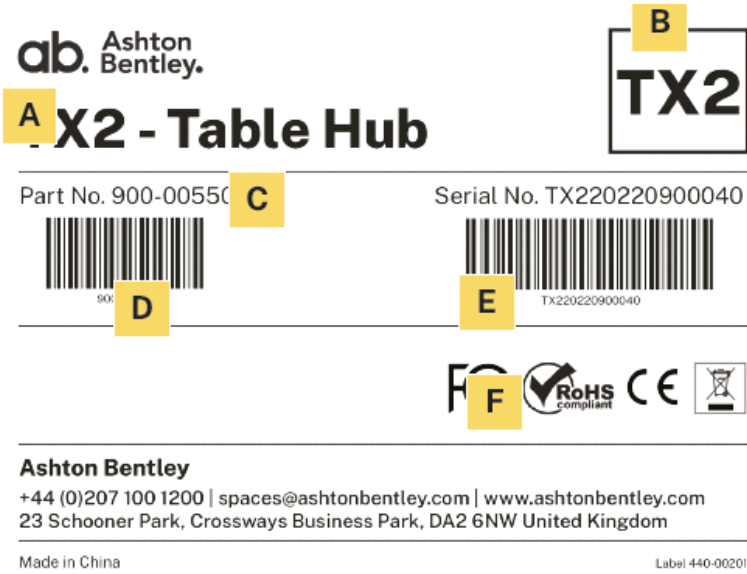 ab. Ashton
Bentley.
B
TX2
A
X2 - Table Hub
Part No. 900-00550
C
Serial No. TX220220900040
D
E
TX220220900040
F
RoHS
compliant
CE
Ashton Bentley
+44 (0)207 100 1200 | spaces@ashtonbentley.com | www.ashtonbentley.com
23 Schooner Park, Crossways Business Park, DA2 6NW United Kingdom
Made in China
Label 440-00201